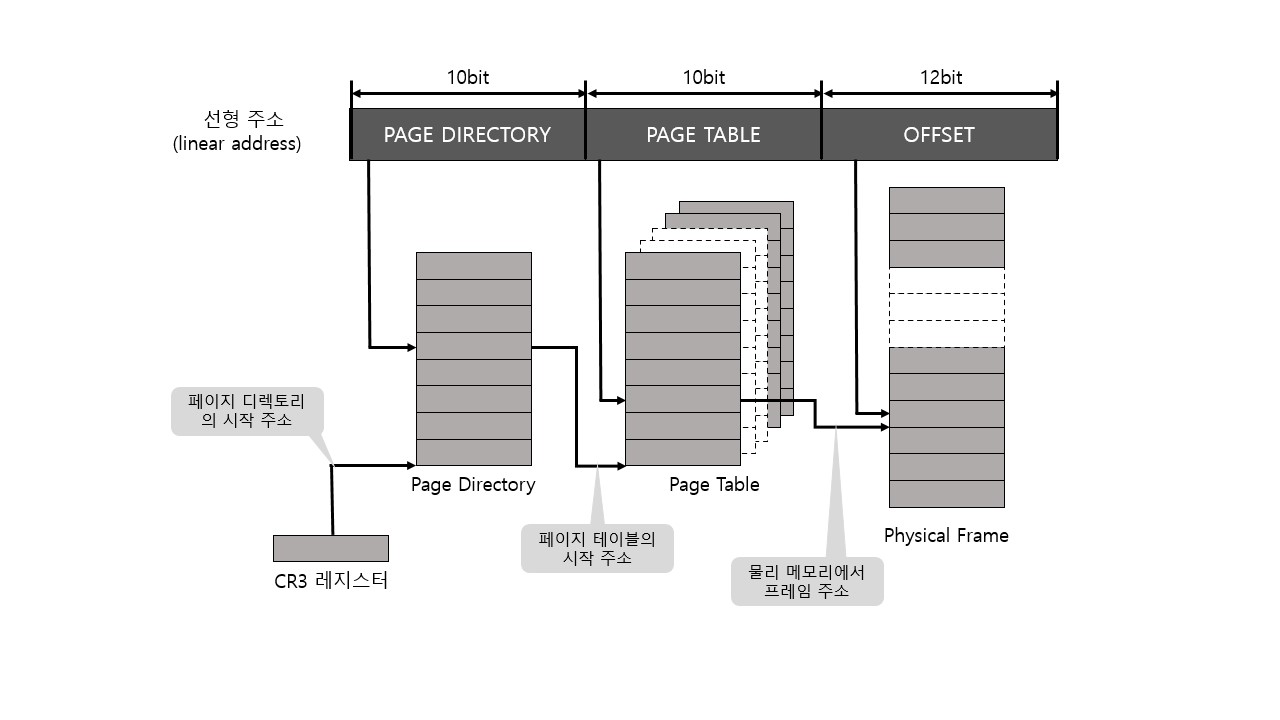 10bit
10bit
12bit
선형 주소
(linear address)
PAGE DIRECTORY
PAGE TABLE
OFFSET
페이지 디렉토리
의 시작 주소
Page Directory
Page Table
페이지 테이블의
시작 주소
Physical Frame
물리 메모리에서
프레임 주소
CR3 레지스터